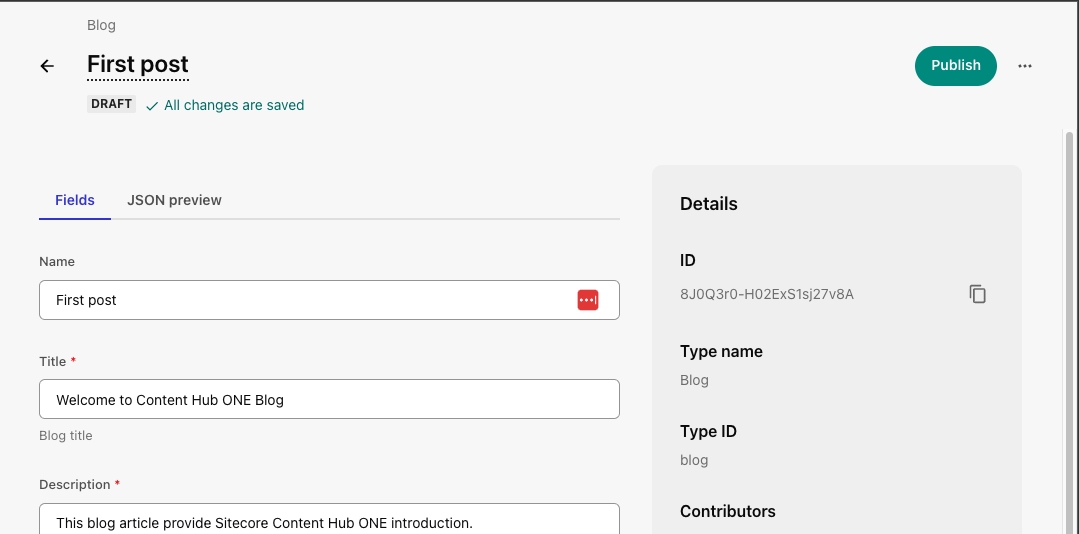 Blog
First post
Publish
DRAFT
All changes are saved
Fields
JSON preview
Name
First post
Title *
Welcome to Content Hub ONE Blog
Blog title
Description *
This blog article provide Sitecore Content Hub ONE introduction.
Details
ID
8J0Q3r0-H02ExS1sj27v8A
Type name
Blog
Type ID
blog
Contributors